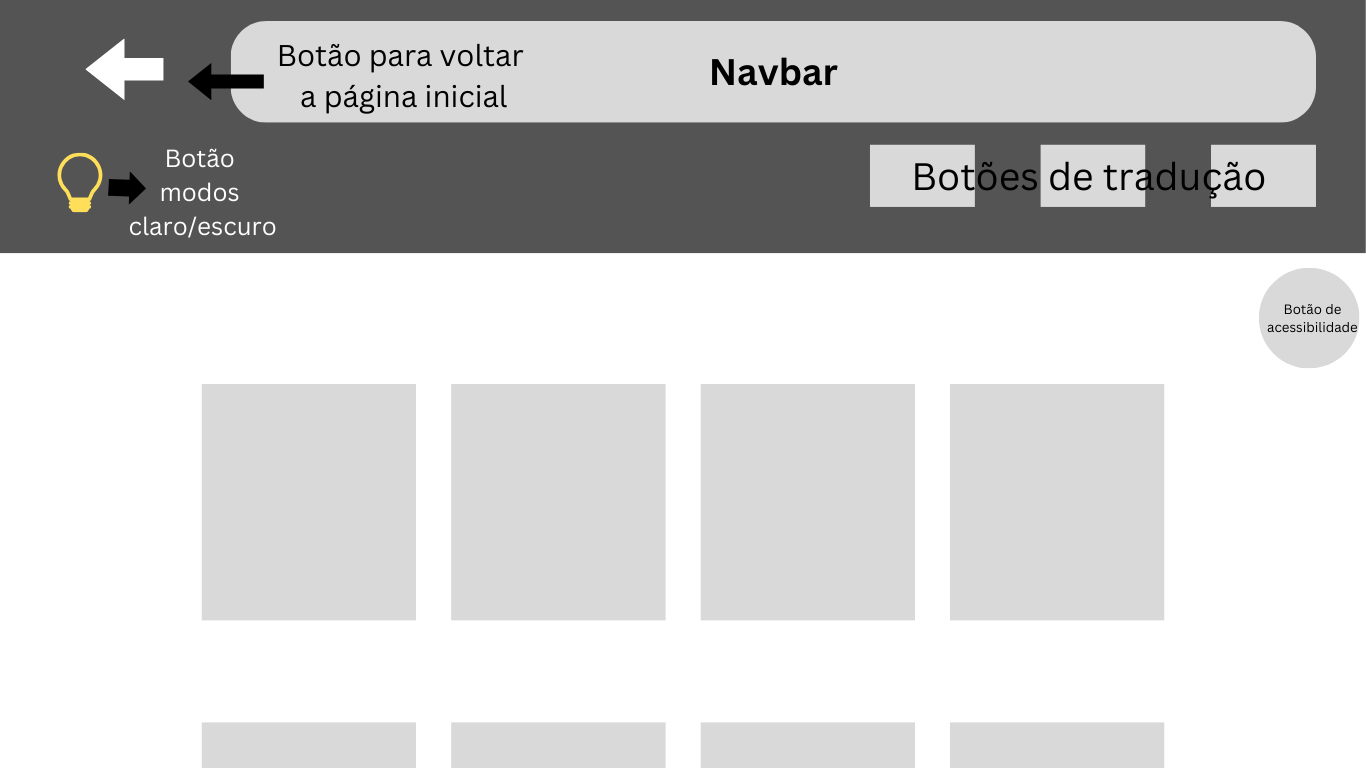 Botão para voltar
a página inicial
Navbar
Botão
modos
claro/escuro
Botões de tradução
Botão de
acessibilidade